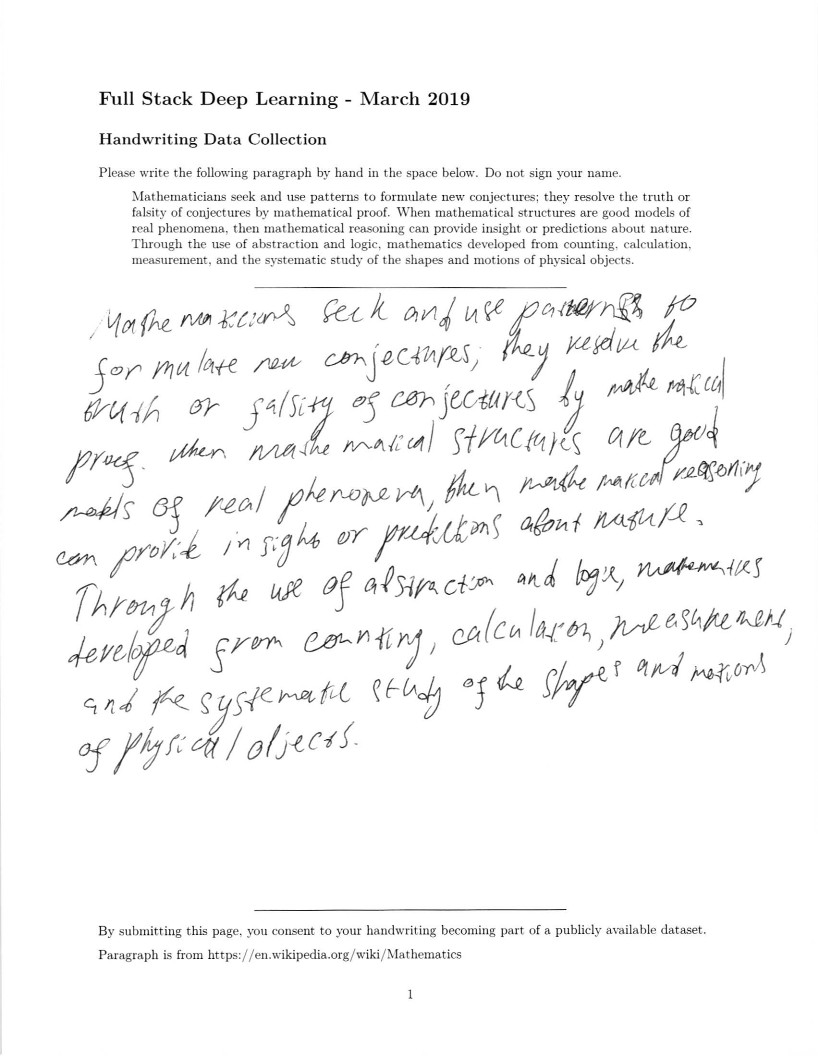 Full Stack Deep Learning - March 2019
Handwriting Data Collection
Please write the following paragraph by hand in the space below. Do not sign your name.
Mathematicians seek and use patterns to formulate new conjectures; they resolve the truth or
falsity of conjectures by mathematical proof. When mathematical structures are good models of
real phenomena, then mathematical reasoning can provide insight or predictions about nature.
Through the use of abstraction and logic, mathematics developed from counting, calculation,
measurement, and the systematic study of the shapes and motions of physical objects.
Mathematicians seek and use patterns to
formulate new conjectures; they resolve the
truth or falsity of conjectures by mathematical
proof. When mathematical structures are good
models of real phenomena, then mathematical reasoning
can provide insight or predictions about nature.
Through the use of abstraction and logic, mathematics
developed from counting, calculation, measurement,
and the systematic study of the shapes and motions
of physical objects.
By submitting this page, you consent to your handwriting becoming part of a publicly available dataset.
Paragraph is from https://en.wikipedia.org/wiki/Mathematics
1